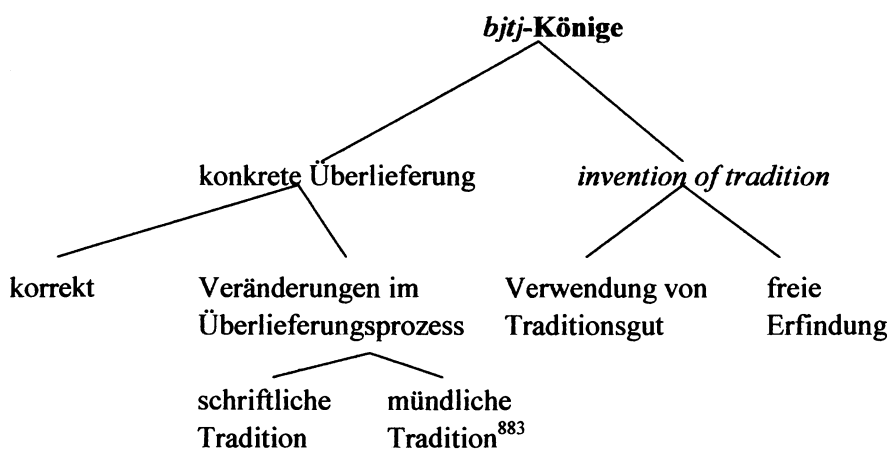 bjtj-Könige
konkrete Überlieferung
invention of tradition
korrekt
Veränderungen im
Überlieferungsprozess
Verwendung von
Traditionsgut
freie
Erfindung
schriftliche
Tradition
mündliche
Tradition⁸⁸³